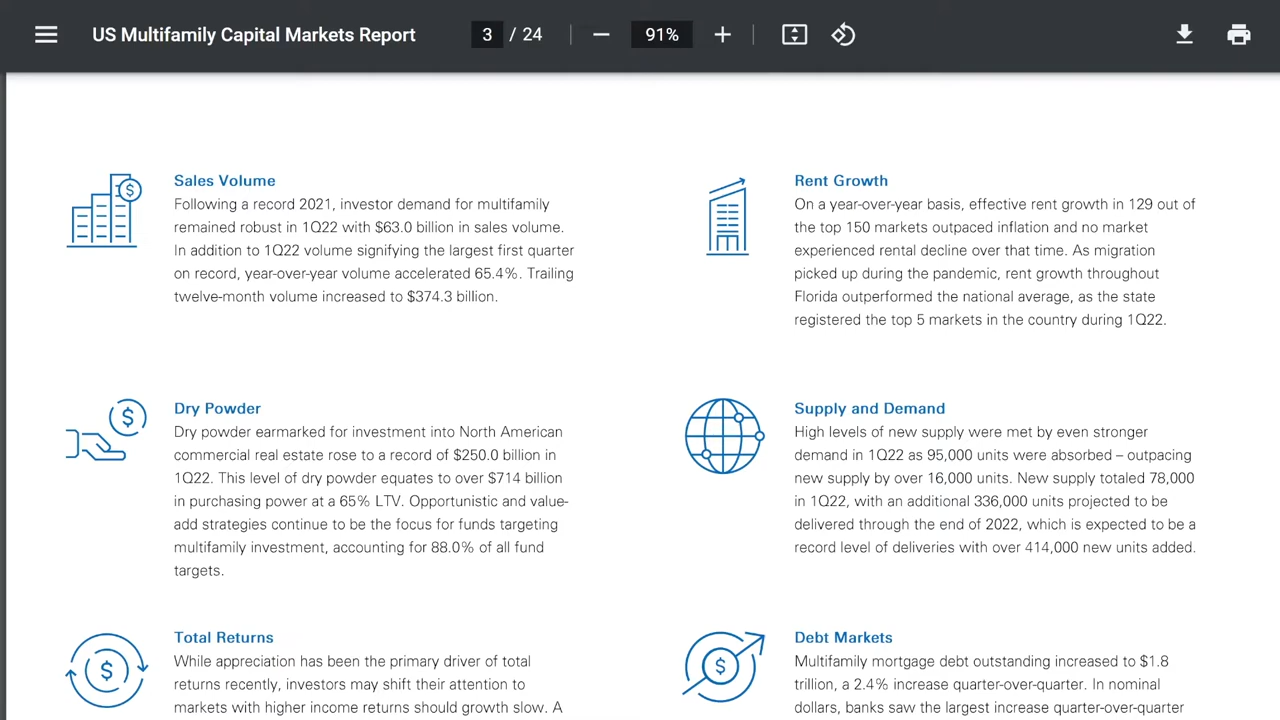 US Multifamily Capital Markets Report
3 / 24
91%
Sales Volume
Following a record 2021, investor demand for multifamily
remained robust in 1Q22 with $63.0 billion in sales volume.
In addition to 1Q22 volume signifying the largest first quarter
on record, year-over-year volume accelerated 65.4%. Trailing
twelve-month volume increased to $374.3 billion.
Rent Growth
On a year-over-year basis, effective rent growth in 129 out of
the top 150 markets outpaced inflation and no market
experienced rental decline over that time. As migration
picked up during the pandemic, rent growth throughout
Florida outperformed the national average, as the state
registered the top 5 markets in the country during 1Q22.
Dry Powder
Dry powder earmarked for investment into North American
commercial real estate rose to a record of $250.0 billion in
1Q22. This level of dry powder equates to over $714 billion
in purchasing power at a 65% LTV. Opportunistic and value-
add strategies continue to be the focus for funds targeting
multifamily investment, accounting for 88.0% of all fund
targets.
Supply and Demand
High levels of new supply were met by even stronger
demand in 1Q22 as 95,000 units were absorbed – outpacing
new supply by over 16,000 units. New supply totaled 78,000
in 1Q22, with an additional 336,000 units projected to be
delivered through the end of 2022, which is expected to be a
record level of deliveries with over 414,000 new units added.
Total Returns
While appreciation has been the primary driver of total
returns recently, investors may shift their attention to
markets with higher income returns should growth slow. A
Debt Markets
Multifamily mortgage debt outstanding increased to $1.8
trillion, a 2.4% increase quarter-over-quarter. In nominal
dollars, banks saw the largest increase quarter-over-quarter